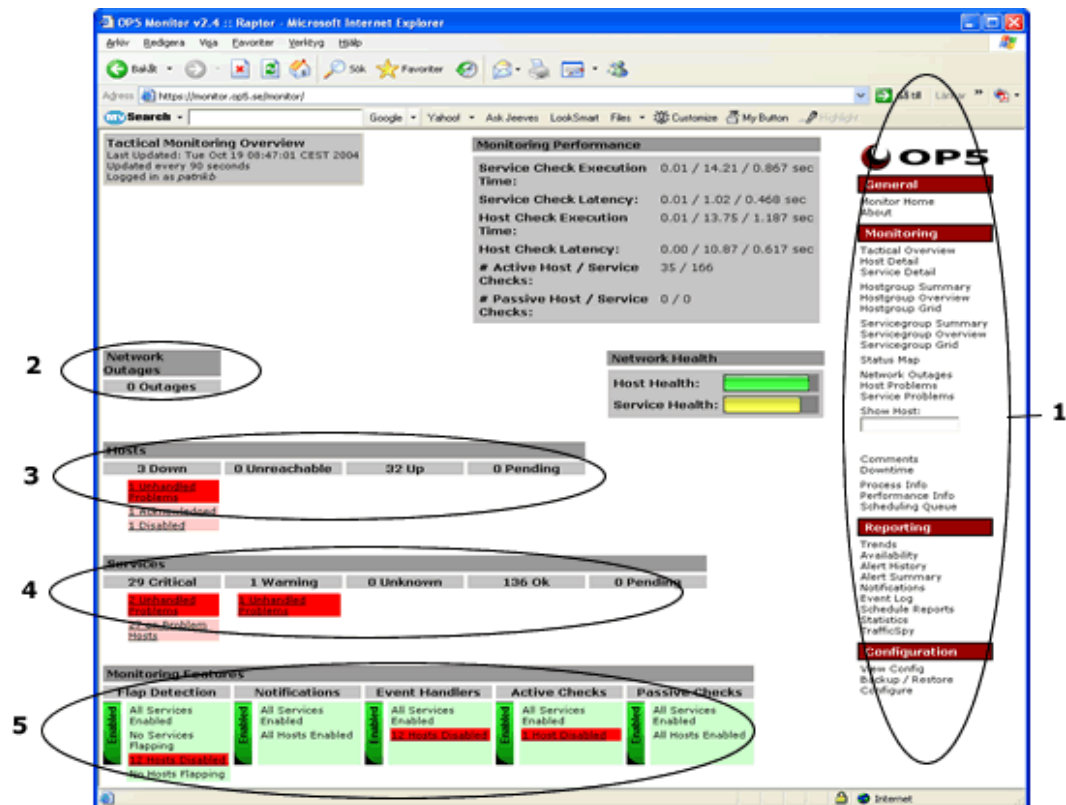 OP5 Monitor v2.4 :: Raptor - Microsoft Internet Explorer
Arkiv Redigera Visa Favoriter Verktyg Hjälp
Bakåt Sök Favoriter
Adress https://monitor.op5.se/monitor/ Gå till Länkar
my Search Google Yahoo! Ask Jeeves LookSmart Files Customize My Button Highlight
Tactical Monitoring Overview
Last Updated: Tue Oct 19 08:47:01 CEST 2004
Updated every 90 seconds
Logged in as patrikb
Monitoring Performance
Service Check Execution Time: 0.01 / 14.21 / 0.867 sec
Service Check Latency: 0.01 / 1.02 / 0.468 sec
Host Check Execution Time: 0.01 / 13.75 / 1.187 sec
Host Check Latency: 0.00 / 10.87 / 0.617 sec
# Active Host / Service Checks: 35 / 166
# Passive Host / Service Checks: 0 / 0
2
Network Outages
0 Outages
Network Health
Host Health:
Service Health:
3
Hosts
3 Down 0 Unreachable 32 Up 0 Pending
1 Unhandled Problems
1 Acknowledged
1 Disabled
4
Services
29 Critical 1 Warning 0 Unknown 136 Ok 0 Pending
2 Unhandled Problems
1 Unhandled Problems
27 on Problem Hosts
5
Monitoring Features
Flap Detection Notifications Event Handlers Active Checks Passive Checks
Enabled
All Services Enabled
No Services Flapping
12 Hosts Disabled
No Hosts Flapping
Enabled
All Services Enabled
All Hosts Enabled
Enabled
All Services Enabled
12 Hosts Disabled
Enabled
All Services Enabled
1 Host Disabled
Enabled
All Services Enabled
All Hosts Enabled
OP5
General
Monitor Home
About
Monitoring
Tactical Overview
Host Detail
Service Detail
Hostgroup Summary
Hostgroup Overview
Hostgroup Grid
Servicegroup Summary
Servicegroup Overview
Servicegroup Grid
Status Map
Network Outages
Host Problems
Service Problems
Show Host:
1
Comments
Downtime
Process Info
Performance Info
Scheduling Queue
Reporting
Trends
Availability
Alert History
Alert Summary
Notifications
Event Log
Schedule Reports
Statistics
TrafficSpy
Configuration
View Config
Backup / Restore
Configure
Internet